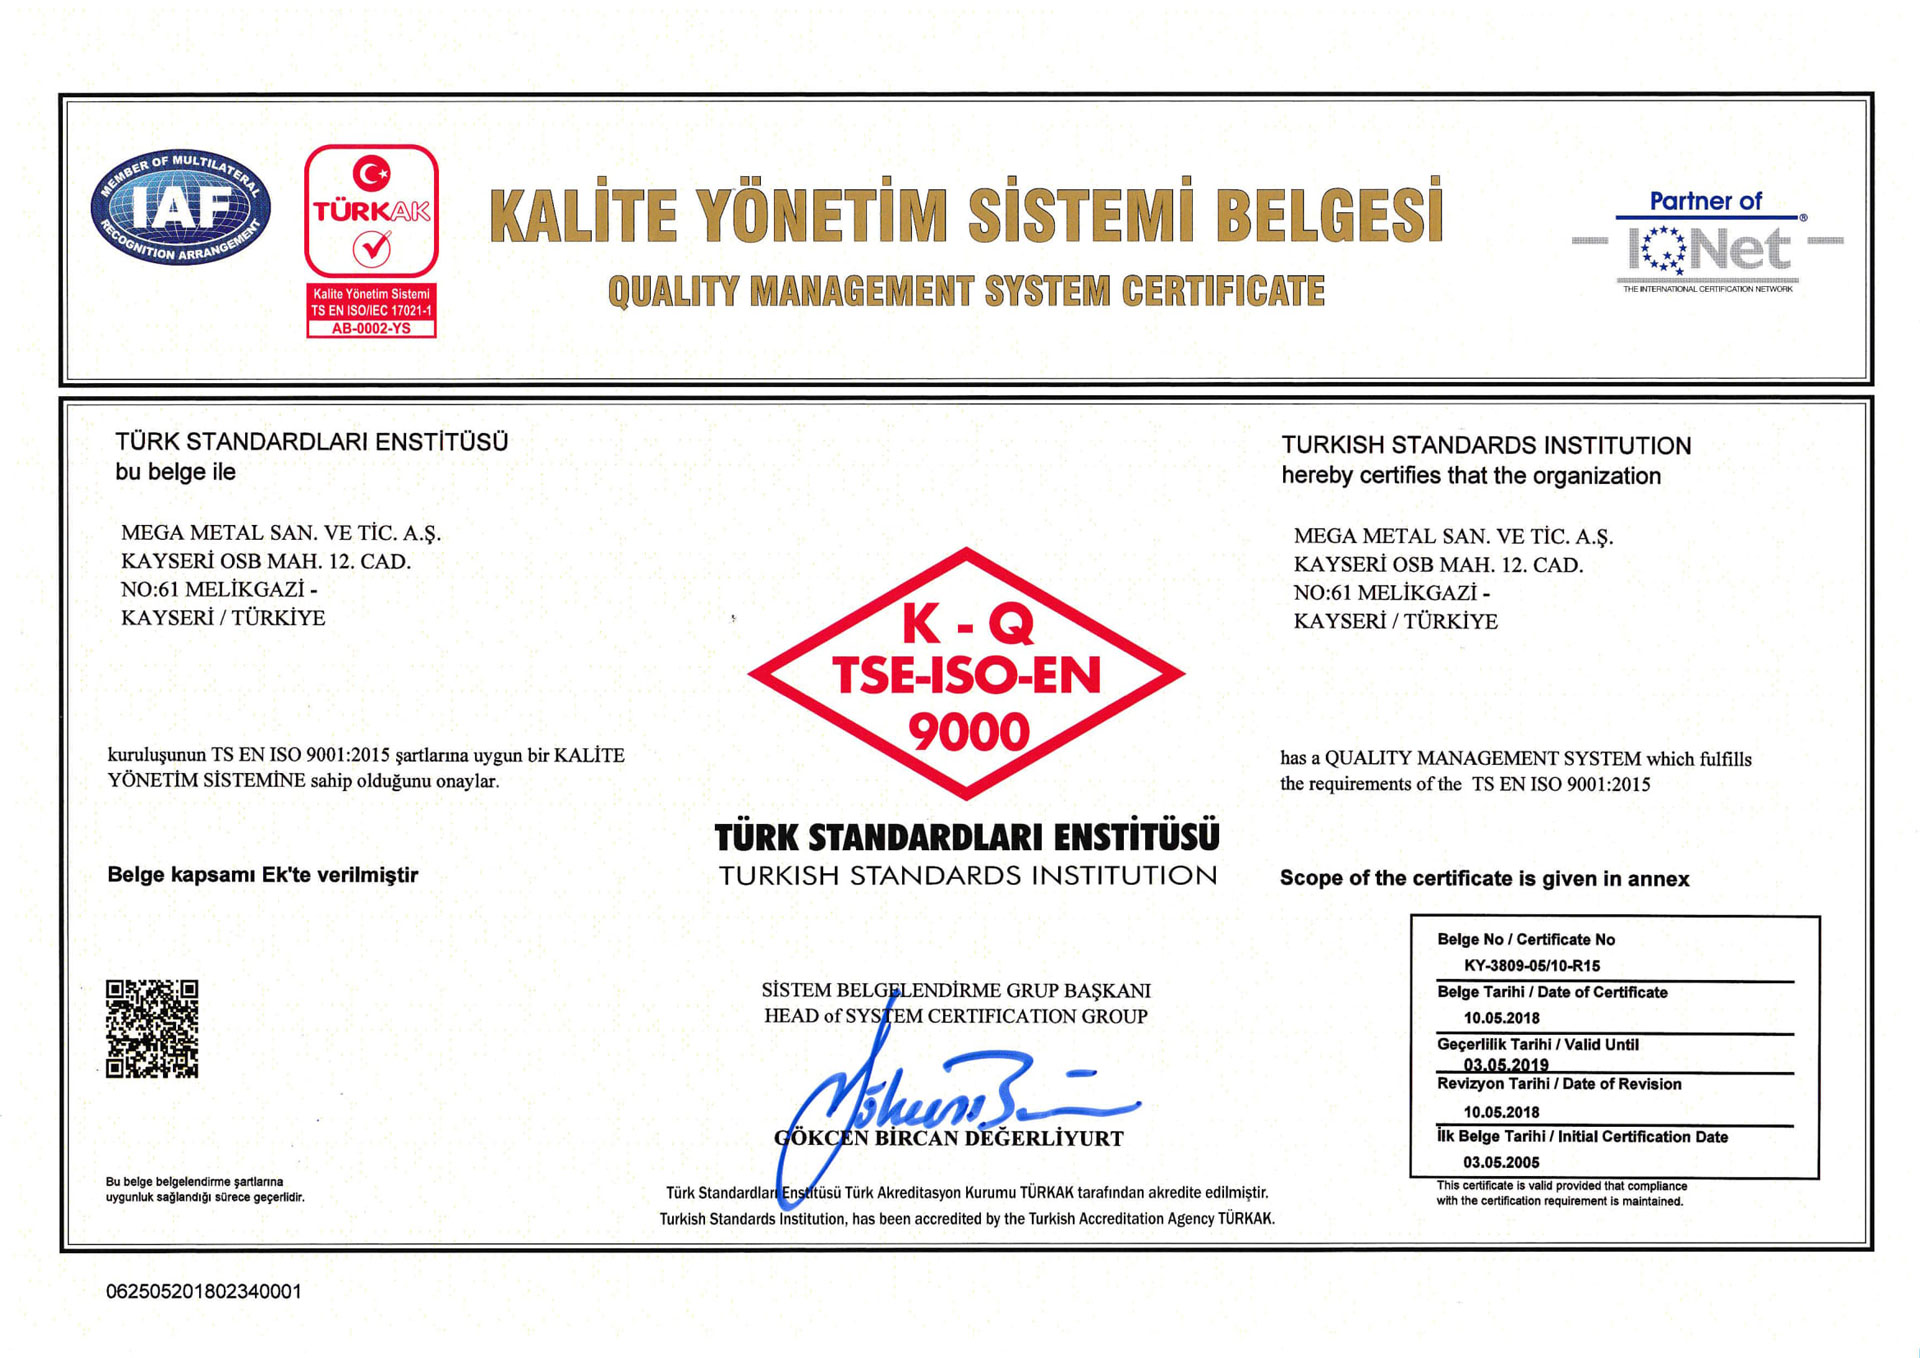 MEMBER OF MULTILATERAL
IAF
RECOGNITION ARRANGEMENT
TÜRKAK
Kalite Yönetim Sistemi
TS EN ISO/IEC 17021-1
AB-0002-YS
KALİTE YÖNETİM SİSTEMİ BELGESİ
QUALITY MANAGEMENT SYSTEM CERTIFICATE
Partner of
IQNet ®
THE INTERNATIONAL CERTIFICATION NETWORK
TÜRK STANDARDLARI ENSTİTÜSÜ
bu belge ile
MEGA METAL SAN. VE TİC. A.Ş.
KAYSERİ OSB MAH. 12. CAD.
NO:61 MELİKGAZİ -
KAYSERİ / TÜRKİYE
kuruluşunun TS EN ISO 9001:2015 şartlarına uygun bir KALİTE
YÖNETİM SİSTEMİNE sahip olduğunu onaylar.
Belge kapsamı Ek'te verilmiştir
K - Q
TSE-ISO-EN
9000
TÜRK STANDARDLARI ENSTİTÜSÜ
TURKISH STANDARDS INSTITUTION
TURKISH STANDARDS INSTITUTION
hereby certifies that the organization
MEGA METAL SAN. VE TİC. A.Ş.
KAYSERİ OSB MAH. 12. CAD.
NO:61 MELİKGAZİ -
KAYSERİ / TÜRKİYE
has a QUALITY MANAGEMENT SYSTEM which fulfills
the requirements of the TS EN ISO 9001:2015
Scope of the certificate is given in annex
SİSTEM BELGELENDİRME GRUP BAŞKANI
HEAD of SYSTEM CERTIFICATION GROUP
GÖKCEN BİRCAN DEĞERLİYURT
Belge No / Certificate No
KY-3809-05/10-R15
Belge Tarihi / Date of Certificate
10.05.2018
Geçerlilik Tarihi / Valid Until
03.05.2019
Revizyon Tarihi / Date of Revision
10.05.2018
İlk Belge Tarihi / Initial Certification Date
03.05.2005
Bu belge belgelendirme şartlarına
uygunluk sağlandığı sürece geçerlidir.
Türk Standardları Enstitüsü Türk Akreditasyon Kurumu TÜRKAK tarafından akredite edilmiştir.
Turkish Standards Institution, has been accredited by the Turkish Accreditation Agency TÜRKAK.
This certificate is valid provided that compliance
with the certification requirement is maintained.
062505201802340001